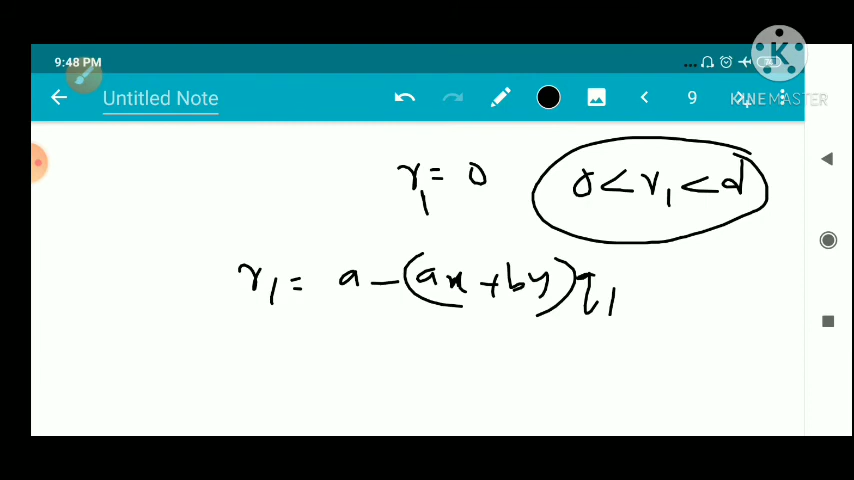 9:48 PM
Untitled Note
9
KINEMASTER
r₁ = 0
0 < r₁ < d
r₁ = a - (ax + by) q₁